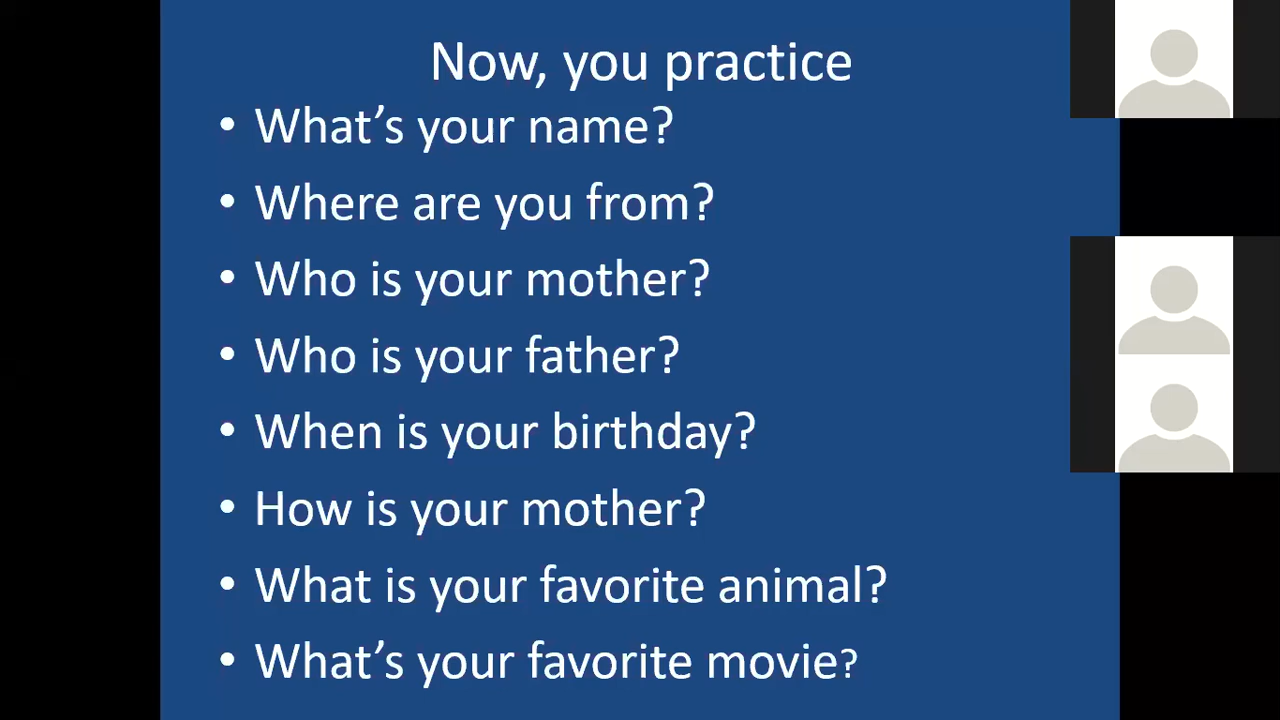 Now, you practice
• What’s your name?
• Where are you from?
• Who is your mother?
• Who is your father?
• When is your birthday?
• How is your mother?
• What is your favorite animal?
• What’s your favorite movie?